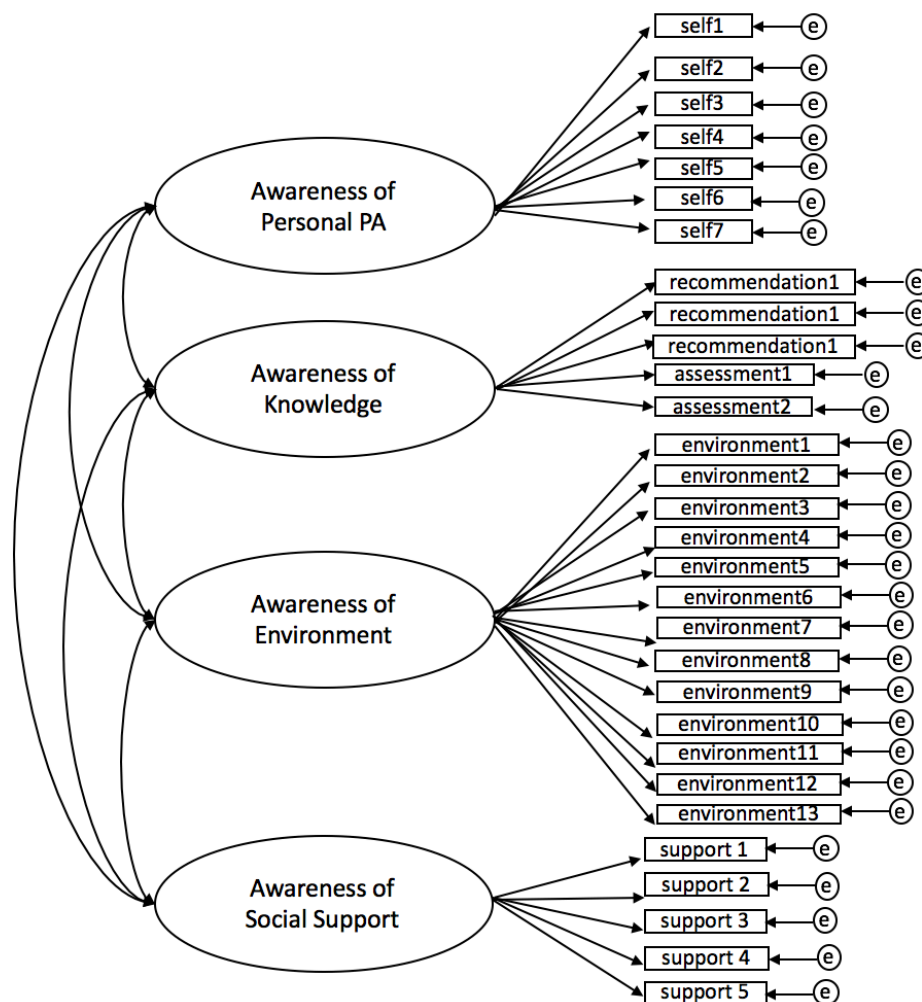 self1
e
self2
e
self3
e
self4
e
self5
e
self6
e
self7
e
Awareness of
Personal PA
recommendation1
e
recommendation1
e
recommendation1
e
assessment1
e
assessment2
e
Awareness of
Knowledge
environment1
e
environment2
e
environment3
e
environment4
e
environment5
e
environment6
e
environment7
e
environment8
e
environment9
e
environment10
e
environment11
e
environment12
e
environment13
e
Awareness of
Environment
support 1
e
support 2
e
support 3
e
support 4
e
support 5
e
Awareness of
Social Support